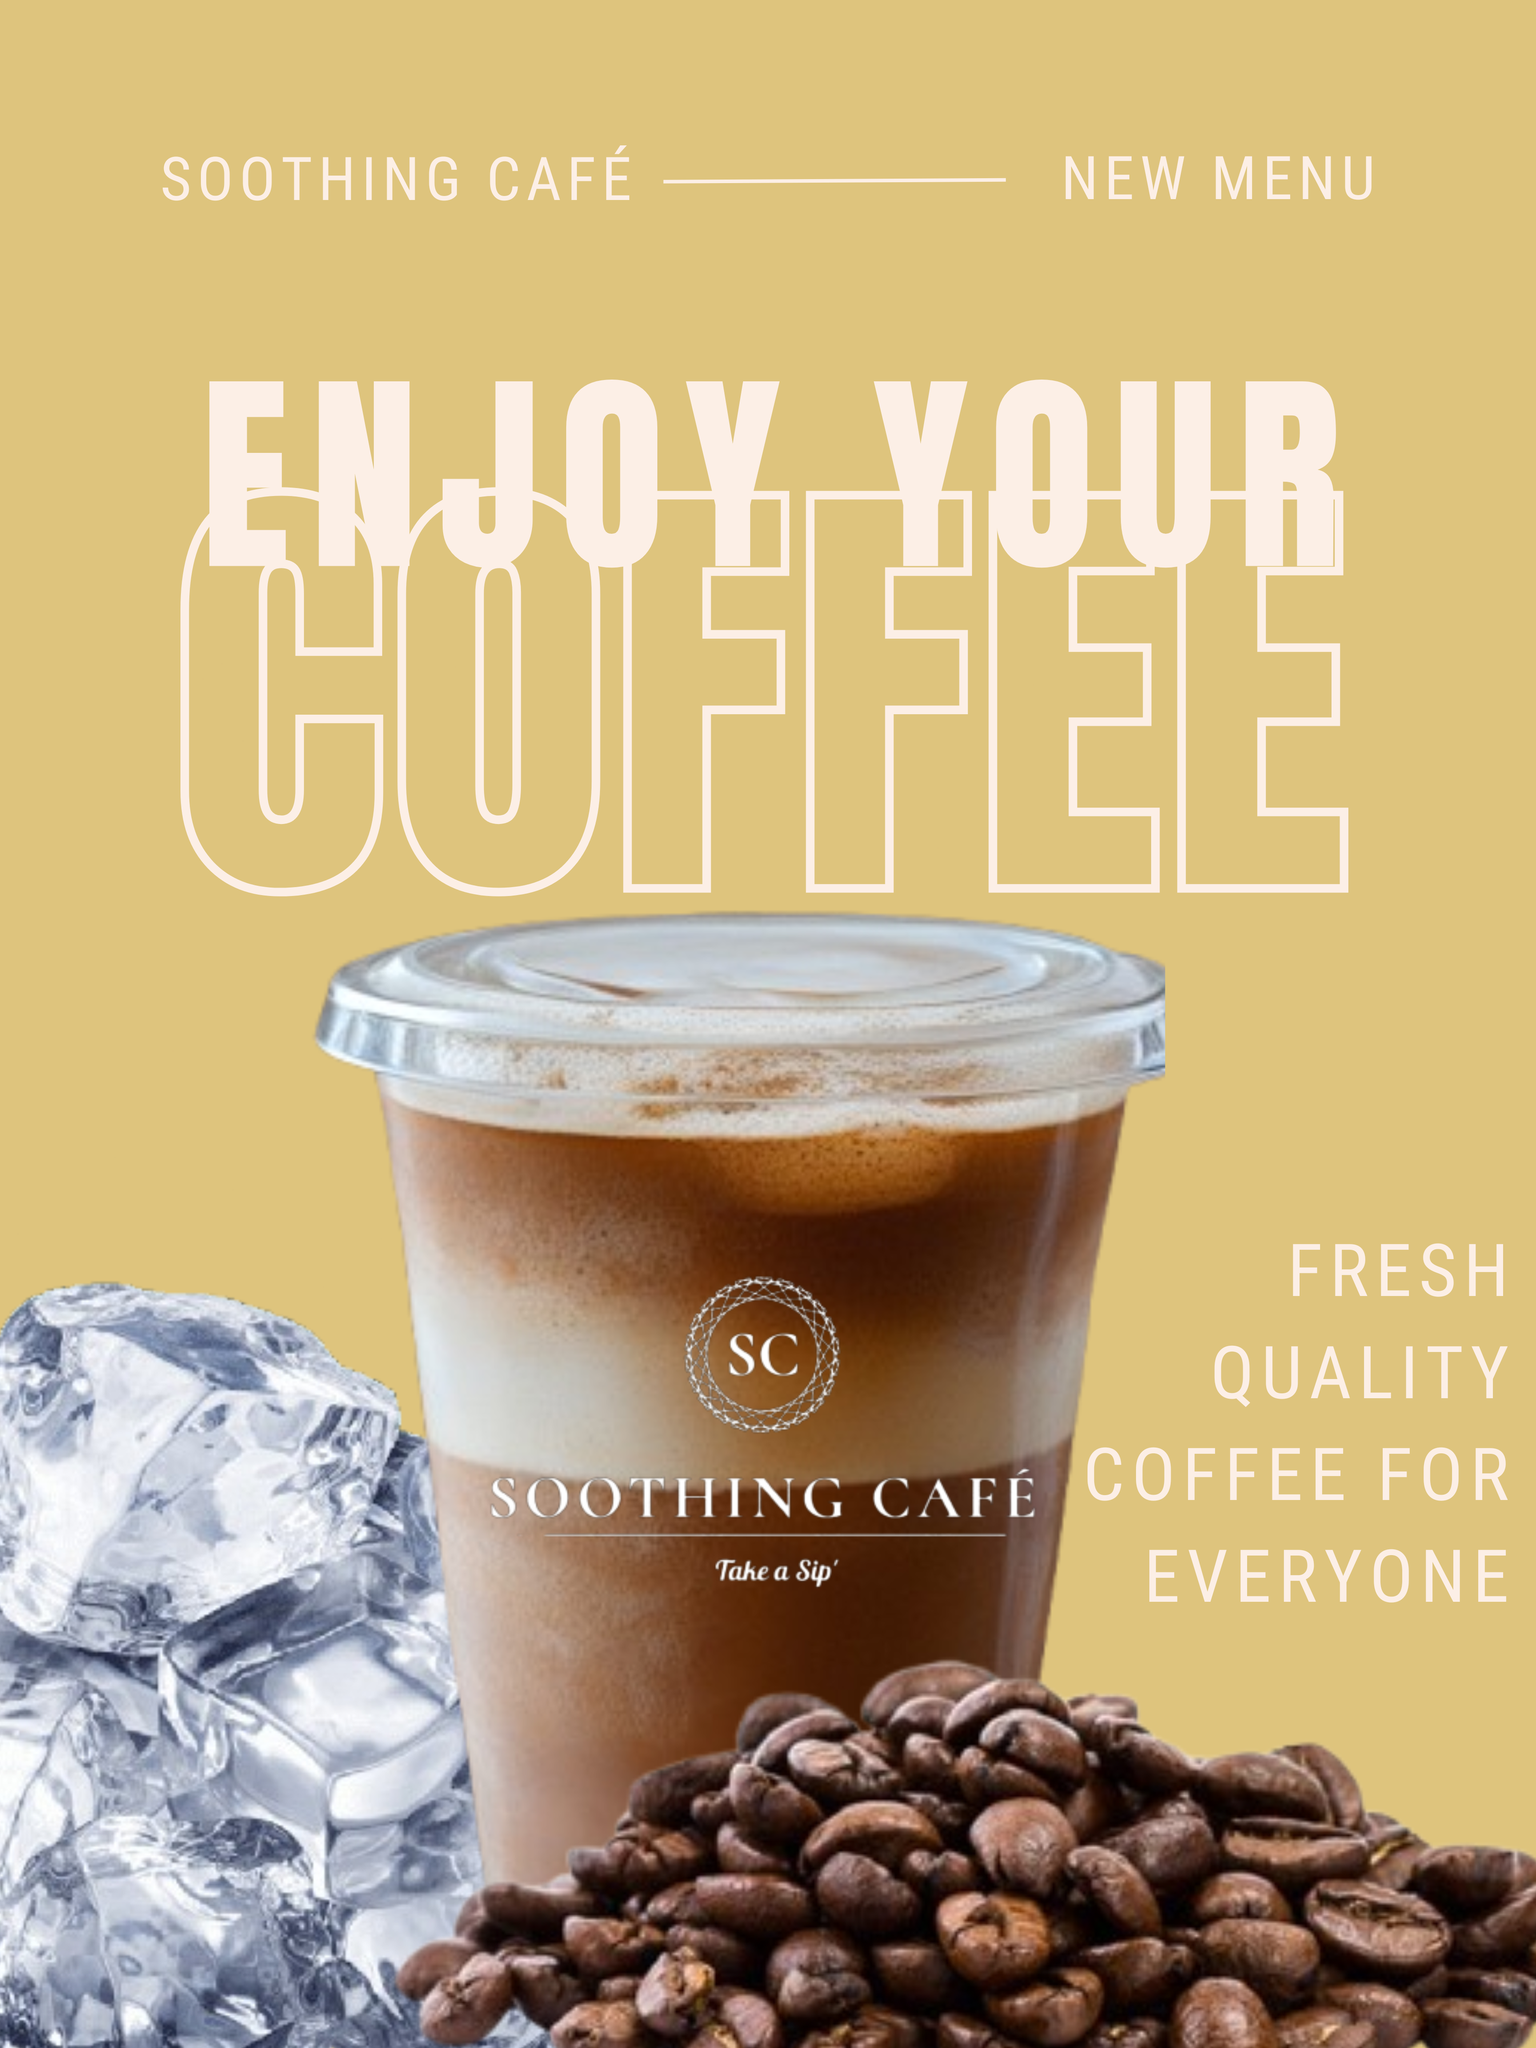 SOOTHING CAFÉ
NEW MENU
ENJOY YOUR
COFFEE
SC
SOOTHING CAFÉ
Take a Sip'
FRESH
QUALITY
COFFEE FOR
EVERYONE